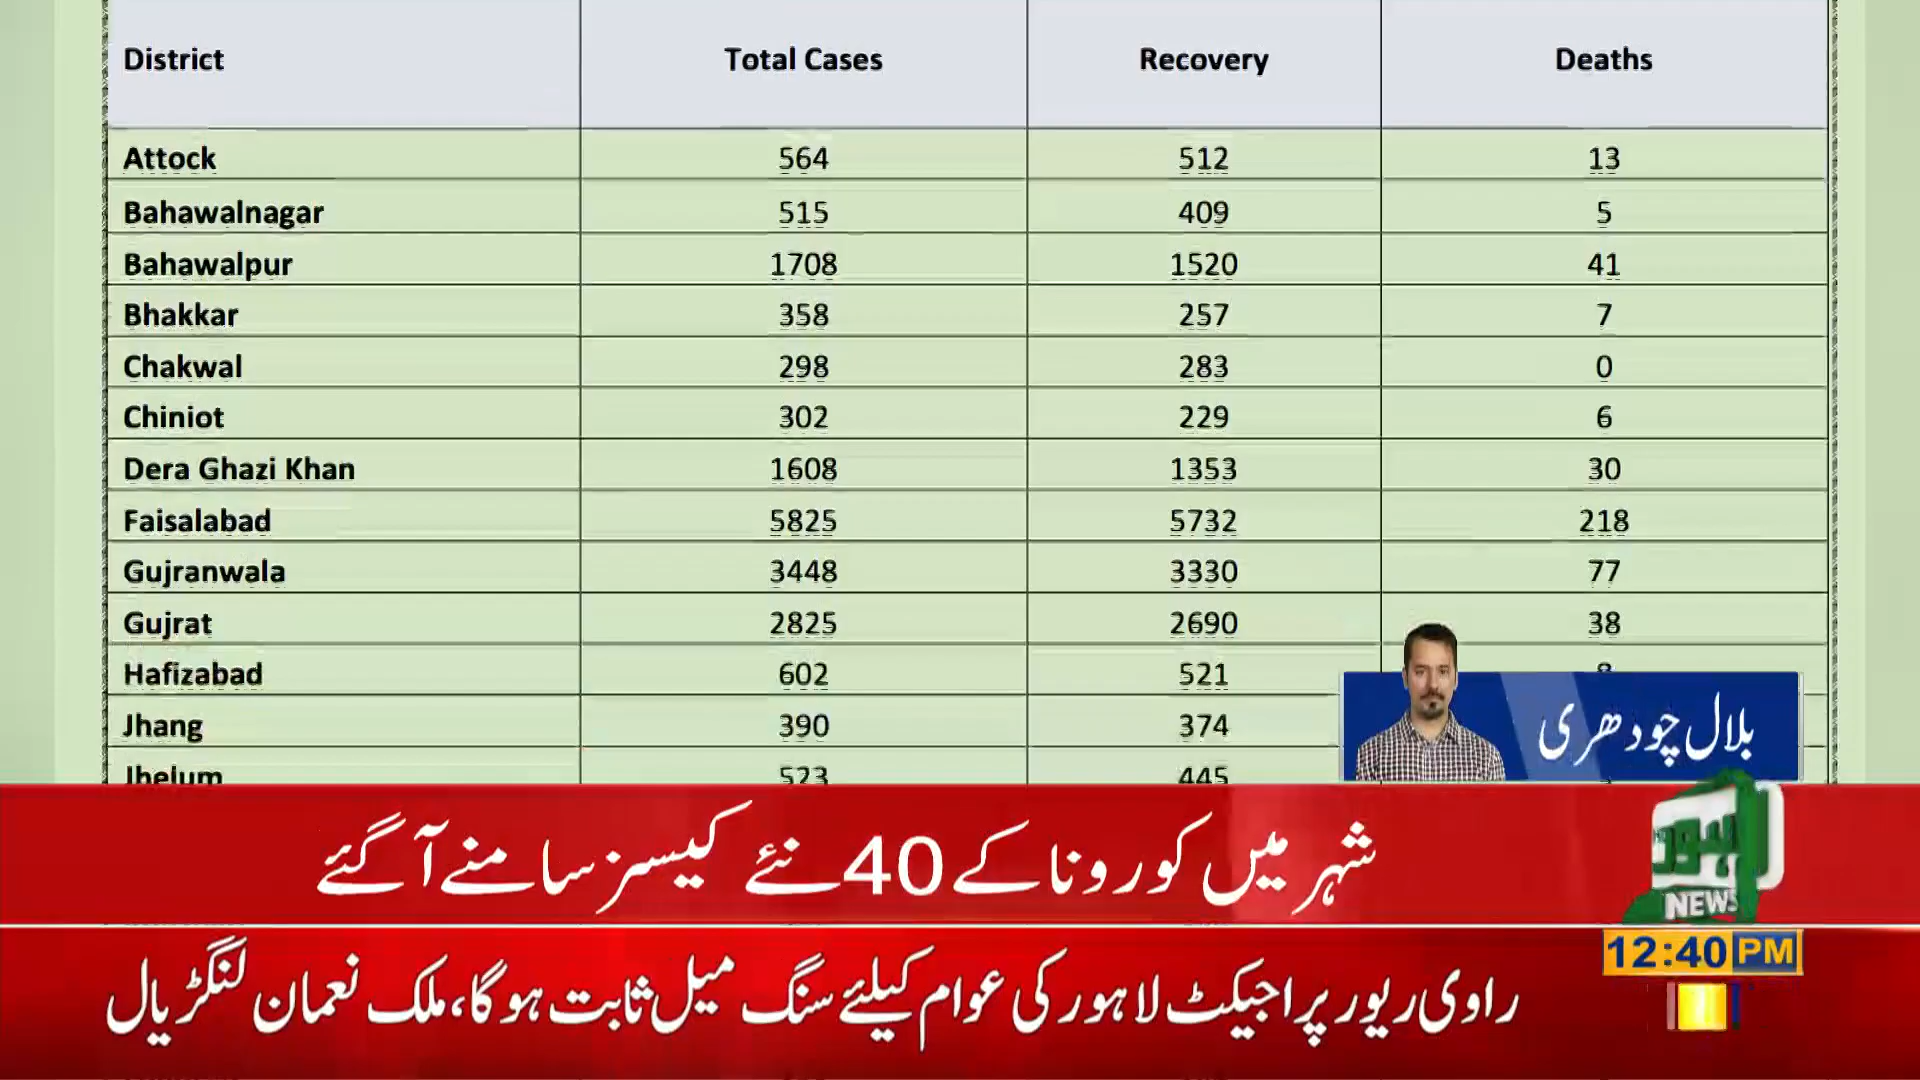 District Total Cases Recovery Deaths
Attock 564 512 13
Bahawalnagar 515 409 5
Bahawalpur 1708 1520 41
Bhakkar 358 257 7
Chakwal 298 283 0
Chiniot 302 229 6
Dera Ghazi Khan 1608 1353 30
Faisalabad 5825 5732 218
Gujranwala 3448 3330 77
Gujrat 2825 2690 38
Hafizabad 602 521
Jhang 390 374
Jhelum 523 445
بلال چودھری
شہر میں کورونا کے 40 نئے کیسز سامنے آگئے
لاہور
NEWS
12:40 PM
راوی ریور پراجیکٹ لاہور کی عوام کیلئے سنگ میل ثابت ہوگا، ملک نعمان لنگڑیال